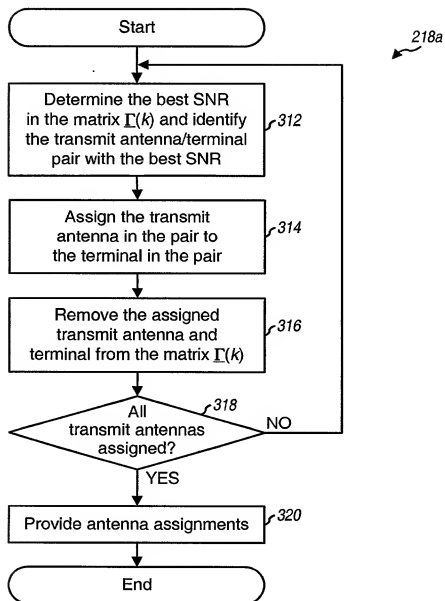 Start
218a
Determine the best SNR
in the matrix Γ(k) and identify
the transmit antenna/terminal
pair with the best SNR
312
Assign the transmit
antenna in the pair to
the terminal in the pair
314
Remove the assigned
transmit antenna and
terminal from the matrix Γ(k)
316
318
All
transmit antennas
assigned?
NO
YES
Provide antenna assignments
320
End